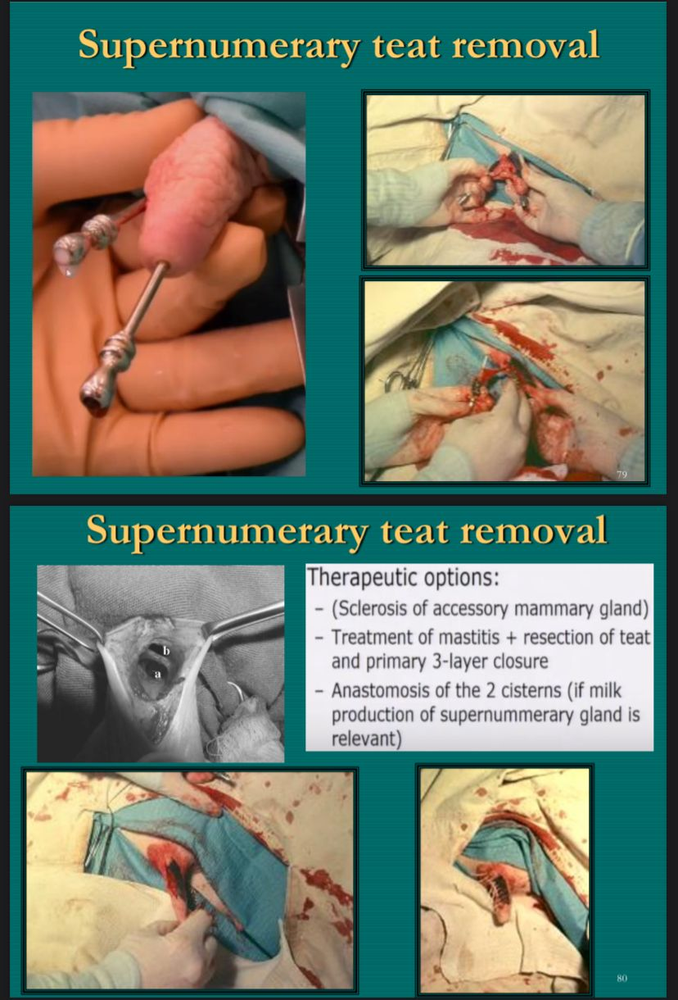 Supernumerary teat removal
79
Supernumerary teat removal
b
a
Therapeutic options:
– (Sclerosis of accessory mammary gland)
– Treatment of mastitis + resection of teat
and primary 3-layer closure
– Anastomosis of the 2 cisterns (if milk
production of supernummerary gland is
relevant)
80